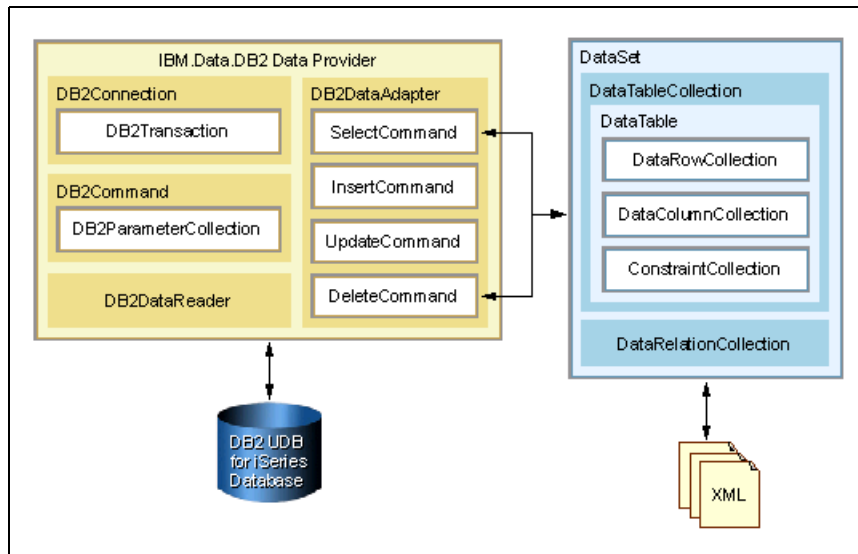 IBM.Data.DB2 Data Provider
DB2Connection
DB2Transaction
DB2Command
DB2ParameterCollection
DB2DataReader
DB2DataAdapter
SelectCommand
InsertCommand
UpdateCommand
DeleteCommand
DB2 UDB
for iSeries
Database
DataSet
DataTableCollection
DataTable
DataRowCollection
DataColumnCollection
ConstraintCollection
DataRelationCollection
XML